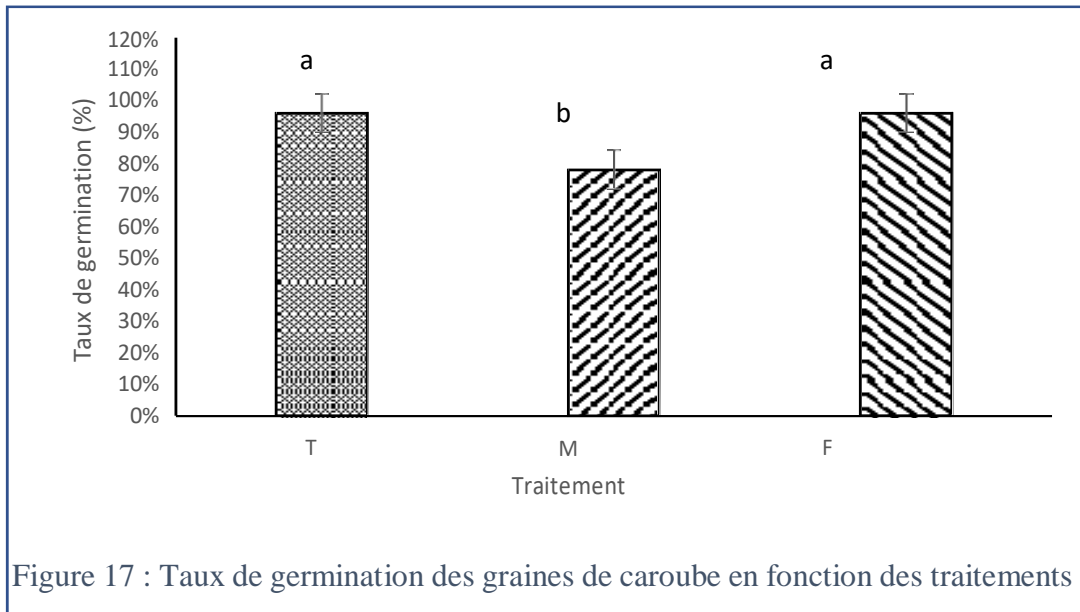 120%
110%
100%
90%
80%
70%
60%
50%
40%
30%
20%
10%
0%
Taux de germination (%)
a
b
a
T
M
F
Traitement
Figure 17 : Taux de germination des graines de caroube en fonction des traitements